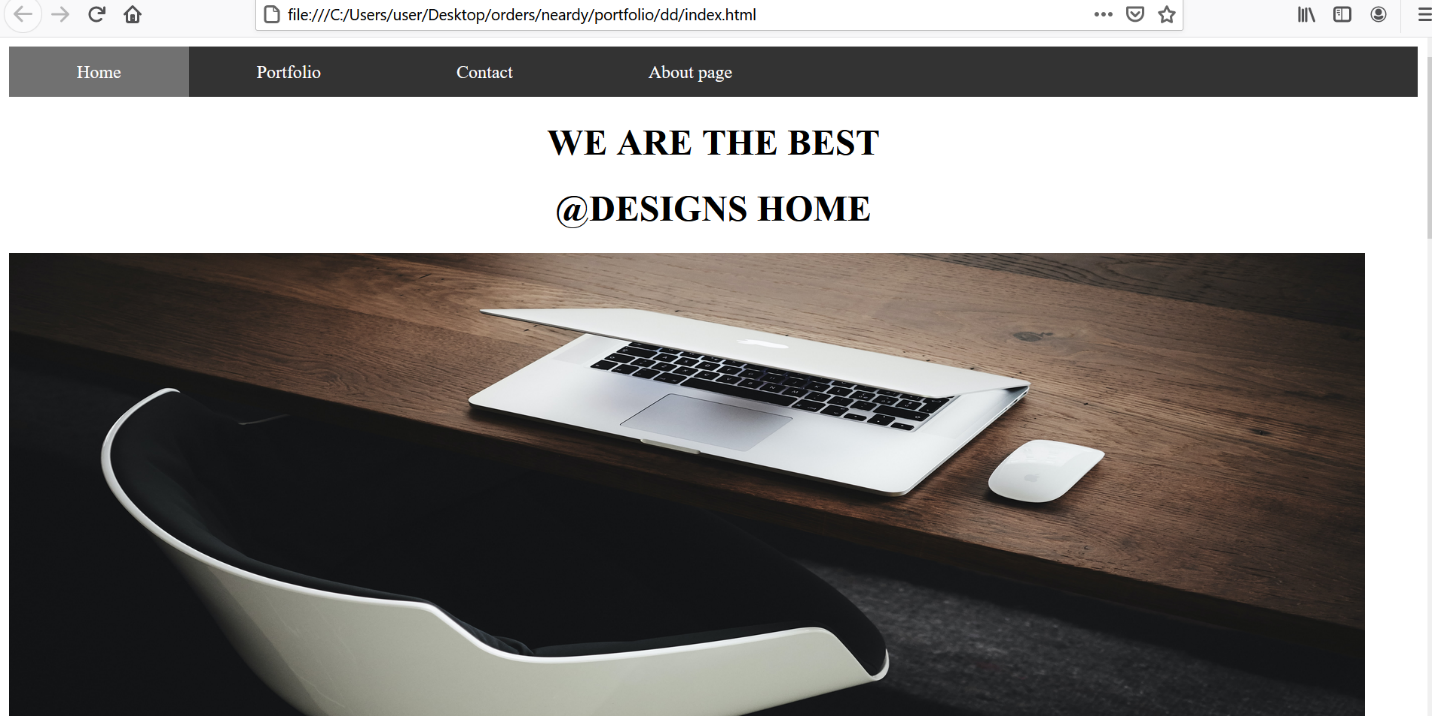 file:///C:/Users/user/Desktop/orders/neardy/portfolio/dd/index.html
Home Portfolio Contact About page
WE ARE THE BEST
@DESIGNS HOME